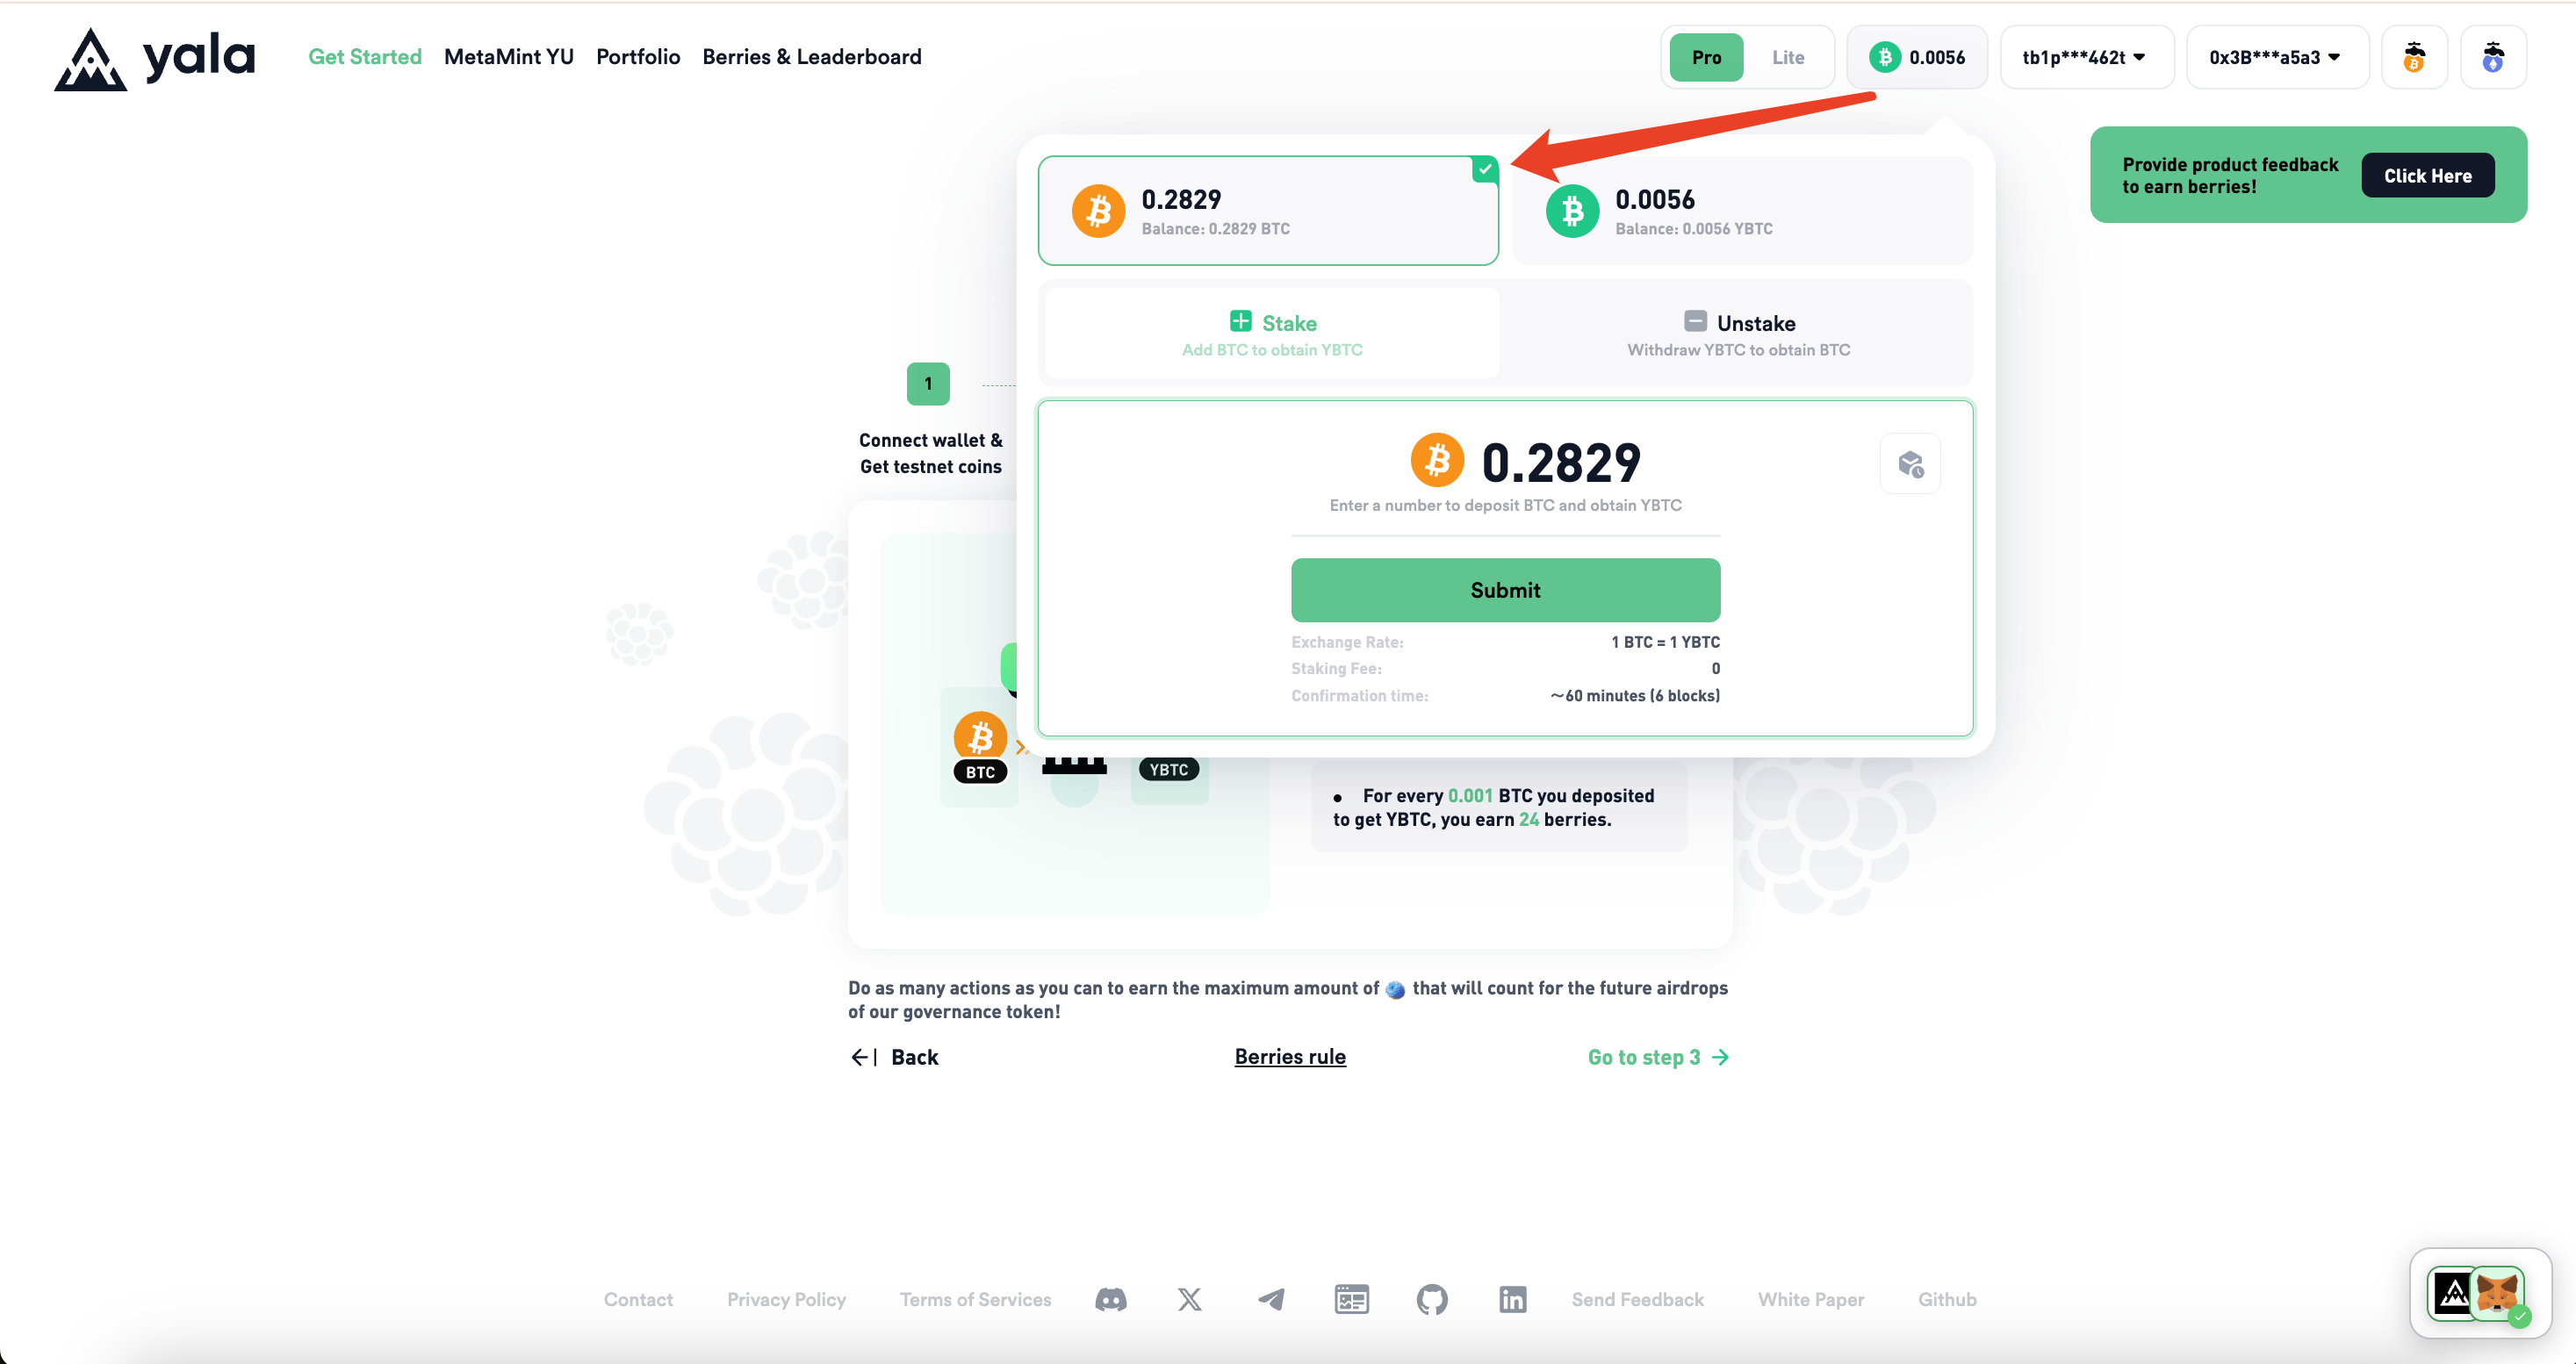 yala
Get Started
MetaMint YU
Portfolio
Berries & Leaderboard
Pro
Lite
0.0056
tb1p***462t
0x3B***a5a3
Provide product feedback
to earn berries!
Click Here
0.2829
Balance: 0.2829 BTC
0.0056
Balance: 0.0056 YBTC
Stake
Add BTC to obtain YBTC
Unstake
Withdraw YBTC to obtain BTC
1
Connect wallet &
Get testnet coins
0.2829
Enter a number to deposit BTC and obtain YBTC
Submit
Exchange Rate: 1 BTC = 1 YBTC
Staking Fee: 0
Confirmation time: ~60 minutes (6 blocks)
BTC
YBTC
• For every 0.001 BTC you deposited
to get YBTC, you earn 24 berries.
Do as many actions as you can to earn the maximum amount of that will count for the future airdrops
of our governance token!
Back
Berries rule
Go to step 3
Contact
Privacy Policy
Terms of Services
Send Feedback
White Paper
Github